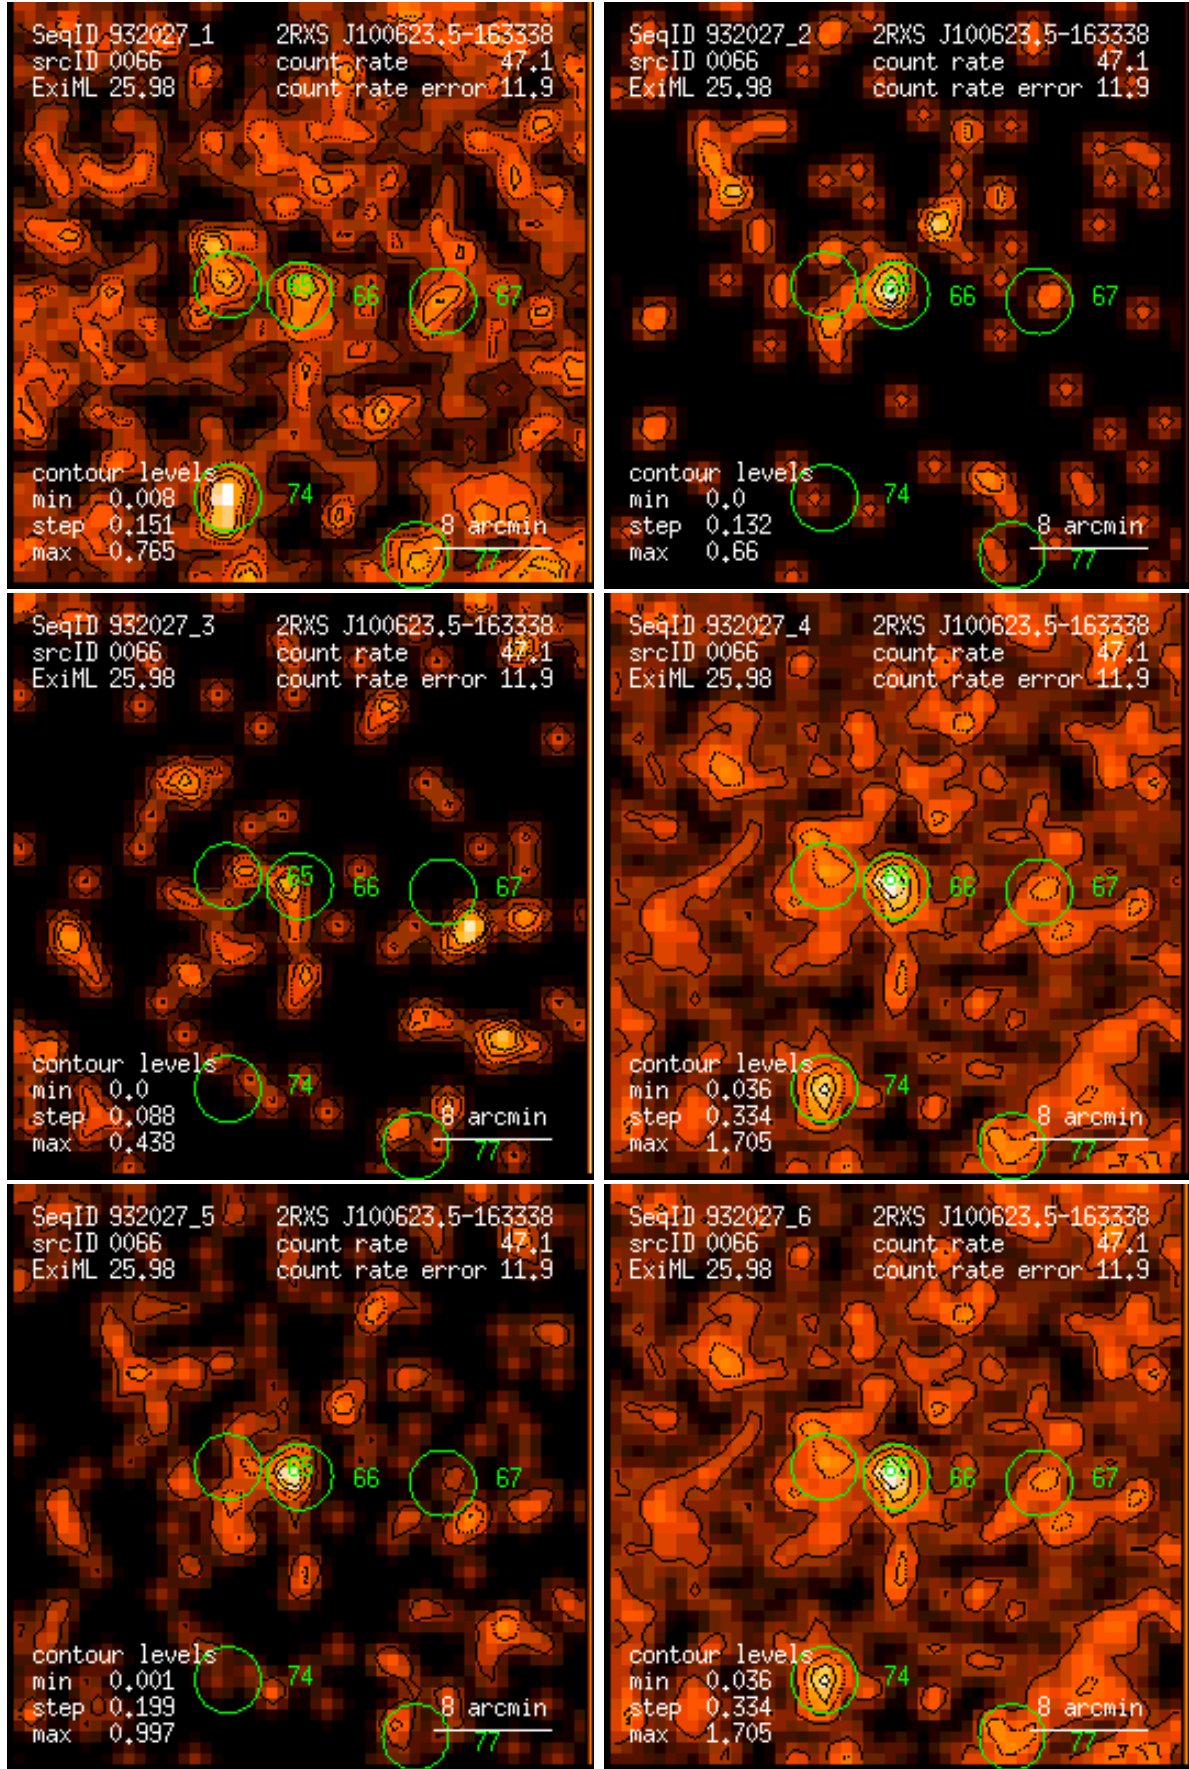 SeqID 932027_1 2RXS J100623.5-163338
srcID 0066 count rate 47.1
ExiML 25.98 count rate error 11.9
65 66 67
contour levels
74
min 0.008
step 0.151 8 arcmin
max 0.765 77
SeqID 932027_2 2RXS J100623.5-163338
srcID 0066 count rate 47.1
ExiML 25.98 count rate error 11.9
65 66 67
contour levels
74
min 0.0
step 0.132 8 arcmin
max 0.66 77
SeqID 932027_3 2RXS J100623.5-163338
srcID 0066 count rate 47.1
ExiML 25.98 count rate error 11.9
65 66 67
contour levels
74
min 0.0
step 0.088 8 arcmin
max 0.438 77
SeqID 932027_4 2RXS J100623.5-163338
srcID 0066 count rate 47.1
ExiML 25.98 count rate error 11.9
65 66 67
contour levels
74
min 0.036
step 0.334 8 arcmin
max 1.705 77
SeqID 932027_5 2RXS J100623.5-163338
srcID 0066 count rate 47.1
ExiML 25.98 count rate error 11.9
65 66 67
contour levels
74
min 0.001
step 0.199 8 arcmin
max 0.997 77
SeqID 932027_6 2RXS J100623.5-163338
srcID 0066 count rate 47.1
ExiML 25.98 count rate error 11.9
65 66 67
contour levels
74
min 0.036
step 0.334 8 arcmin
max 1.705 77